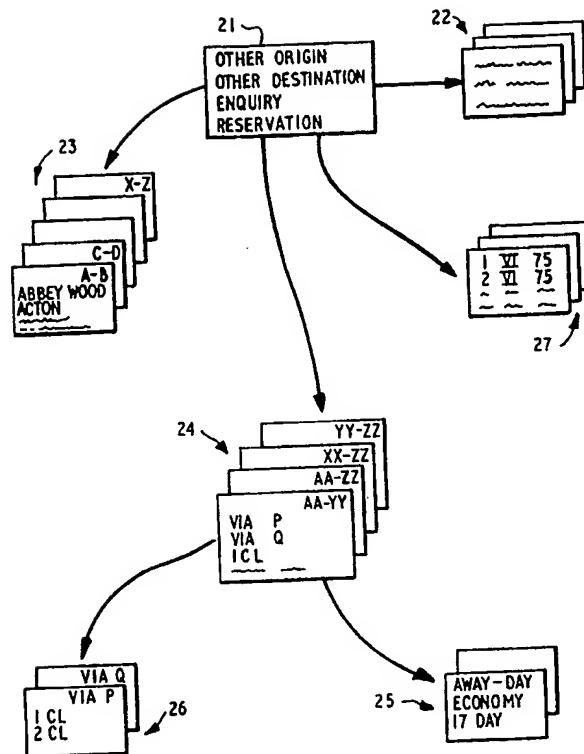 21
OTHER ORIGIN
OTHER DESTINATION
ENQUIRY
RESERVATION
22
23
X-Z
C-D
A-B
ABBEY WOOD
ACTON
1 VI 75
2 VI 75
27
24
YY-ZZ
XX-ZZ
AA-ZZ
AA-YY
VIA P
VIA Q
1CL
VIA Q
VIA P
1 CL
2 CL
26
25
AWAY-DAY
ECONOMY
17 DAY